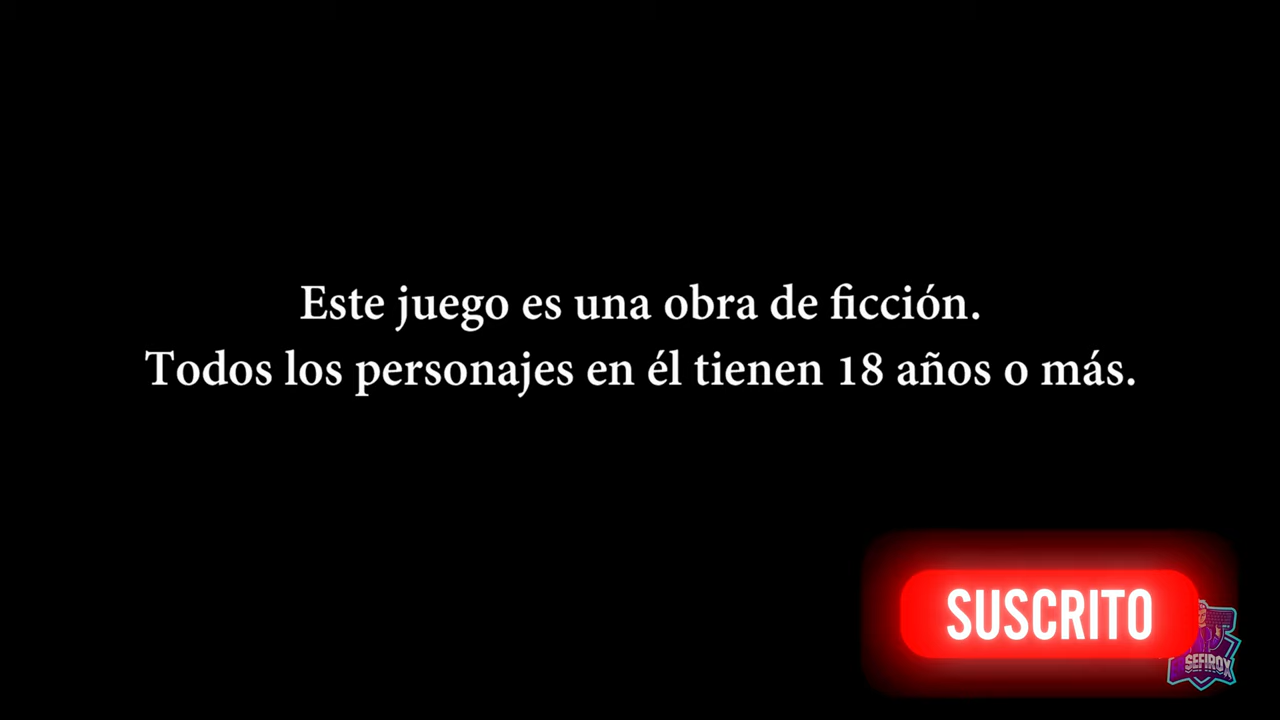 Este juego es una obra de ficción.
Todos los personajes en él tienen 18 años o más.
SUSCRITO
SEFIROX